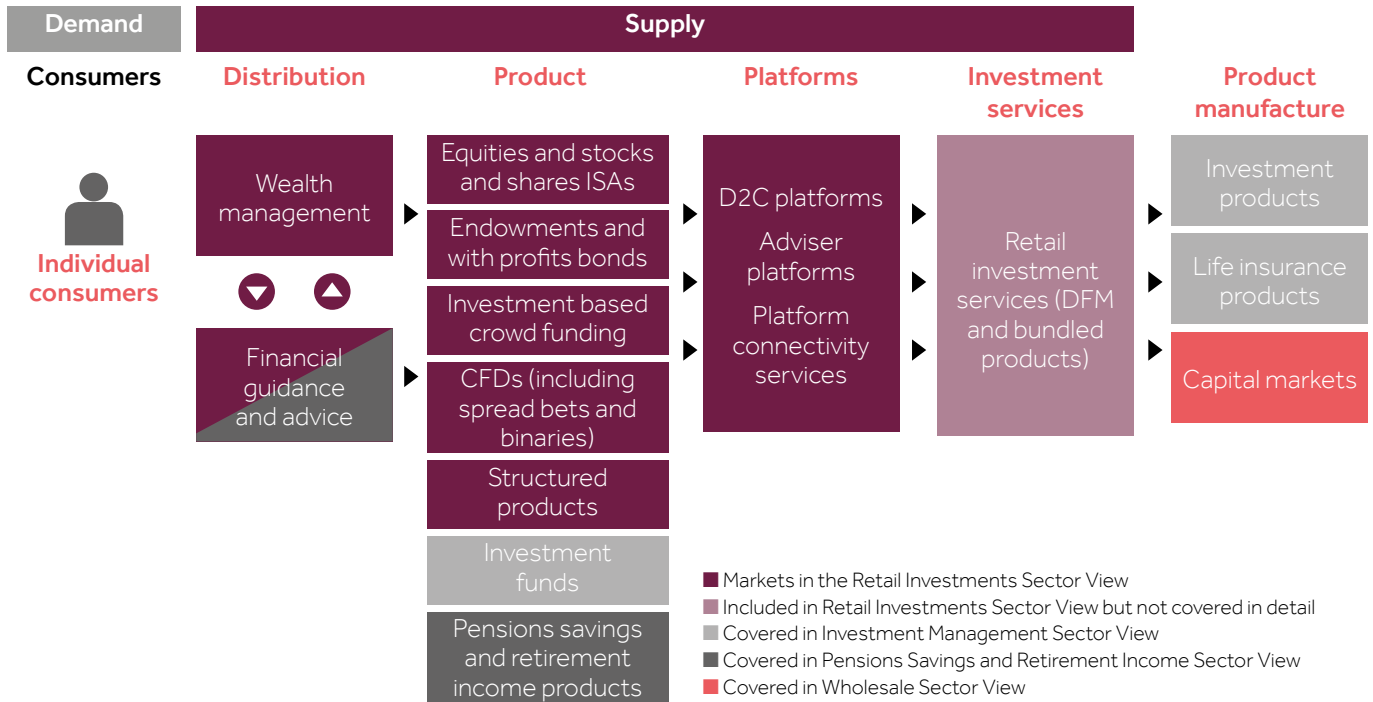 Demand
Supply
Consumers
Distribution
Product
Platforms
Investment
services
Product
manufacture
Individual
consumers
Wealth
management
Financial
guidance
and advice
Equities and stocks
and shares ISAs
Endowments and
with profits bonds
Investment based
crowd funding
CFDs (including
spread bets and
binaries)
Structured
products
Investment
funds
Pensions savings
and retirement
income products
D2C platforms
Adviser
platforms
Platform
connectivity
services
Retail
investment
services (DFM
and bundled
products)
Investment
products
Life insurance
products
Capital markets
Markets in the Retail Investments Sector View
Included in Retail Investments Sector View but not covered in detail
Covered in Investment Management Sector View
Covered in Pensions Savings and Retirement Income Sector View
Covered in Wholesale Sector View